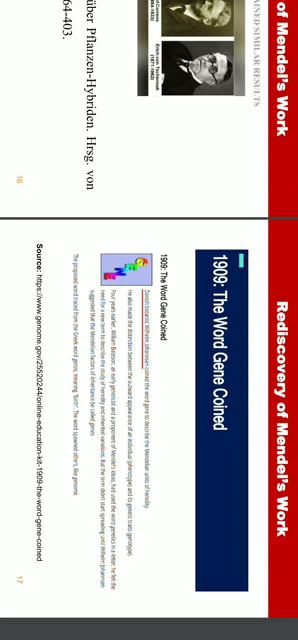 of Mendel's Work
AINED SIMILAR RESULTS
Correns
1864-1933)
Erich von Tschermak
(1871-1962)
über Pflanzen-Hybriden. Hrsg. von
64-403.
16
Rediscovery of Mendel's Work
1909: The Word Gene Coined
1909: The Word Gene Coined
Danish botanist Wilhelm Johannsen coined the word gene to describe the Mendelian units of heredity.
He also made the distinction between the outward appearance of an individual (phenotype) and its genetic traits (genotype).
Four years earlier, William Bateson, an early geneticist and a proponent of Mendel's ideas, had used the word genetics in a letter; he felt the
need for a new term to describe the study of heredity and inherited variations. But the term didn't start spreading until Wilhelm Johannsen
suggested that the Mendelian factors of inheritance be called genes.
The proposed word traced from the Greek word genos, meaning "birth". The word spawned others, like genome.
Source: https://www.genome.gov/25520244/online-education-kit-1909-the-word-gene-coined
17